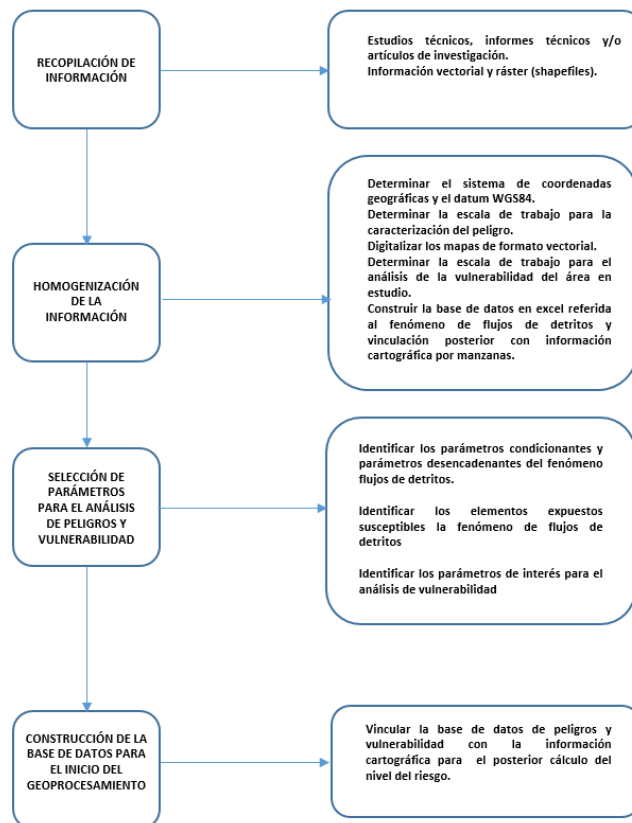 RECOPILACIÓN DE
INFORMACIÓN
Estudios técnicos, informes técnicos y/o
artículos de investigación.
Información vectorial y ráster (shapefiles).
HOMOGENIZACIÓN
DE LA
INFORMACIÓN
Determinar el sistema de coordenadas
geográficas y el datum WGS84.
Determinar la escala de trabajo para la
caracterización del peligro.
Digitalizar los mapas de formato vectorial.
Determinar la escala de trabajo para el
análisis de la vulnerabilidad del área en
estudio.
Construir la base de datos en excel referida
al fenómeno de flujos de detritos y
vinculación posterior con información
cartográfica por manzanas.
SELECCIÓN DE
PARÁMETROS
PARA EL ANÁLISIS
DE PELIGROS Y
VULNERABILIDAD
Identificar los parámetros condicionantes y
parámetros desencadenantes del fenómeno
flujos de detritos.
Identificar los elementos expuestos
susceptibles la fenómeno de flujos de
detritos
Identificar los parámetros de interés para el
análisis de vulnerabilidad
CONSTRUCCIÓN DE LA
BASE DE DATOS PARA
EL INICIO DEL
GEOPROCESAMIENTO
Vincular la base de datos de peligros y
vulnerabilidad con la información
cartográfica para el posterior cálculo del
nivel del riesgo.